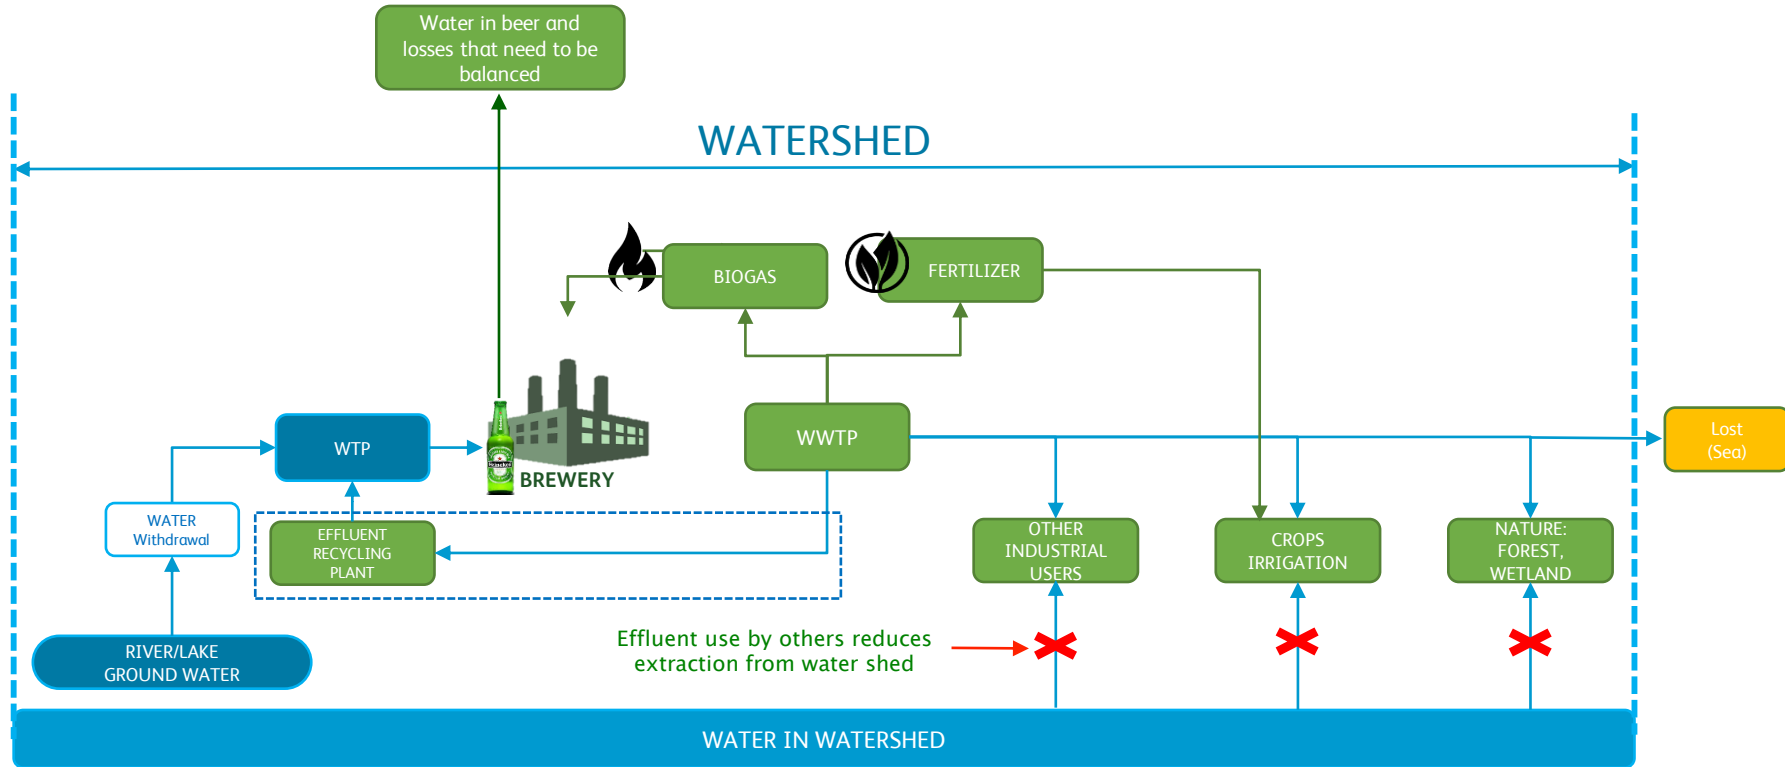 Water in beer and
losses that need to be
balanced
WATERSHED
BIOGAS
FERTILIZER
WTP
BREWERY
WWTP
Lost
(Sea)
WATER
Withdrawal
EFFLUENT
RECYCLING
PLANT
OTHER
INDUSTRIAL
USERS
CROPS
IRRIGATION
NATURE:
FOREST,
WETLAND
Effluent use by others reduces
extraction from water shed
RIVER/LAKE
GROUND WATER
WATER IN WATERSHED
Heineken